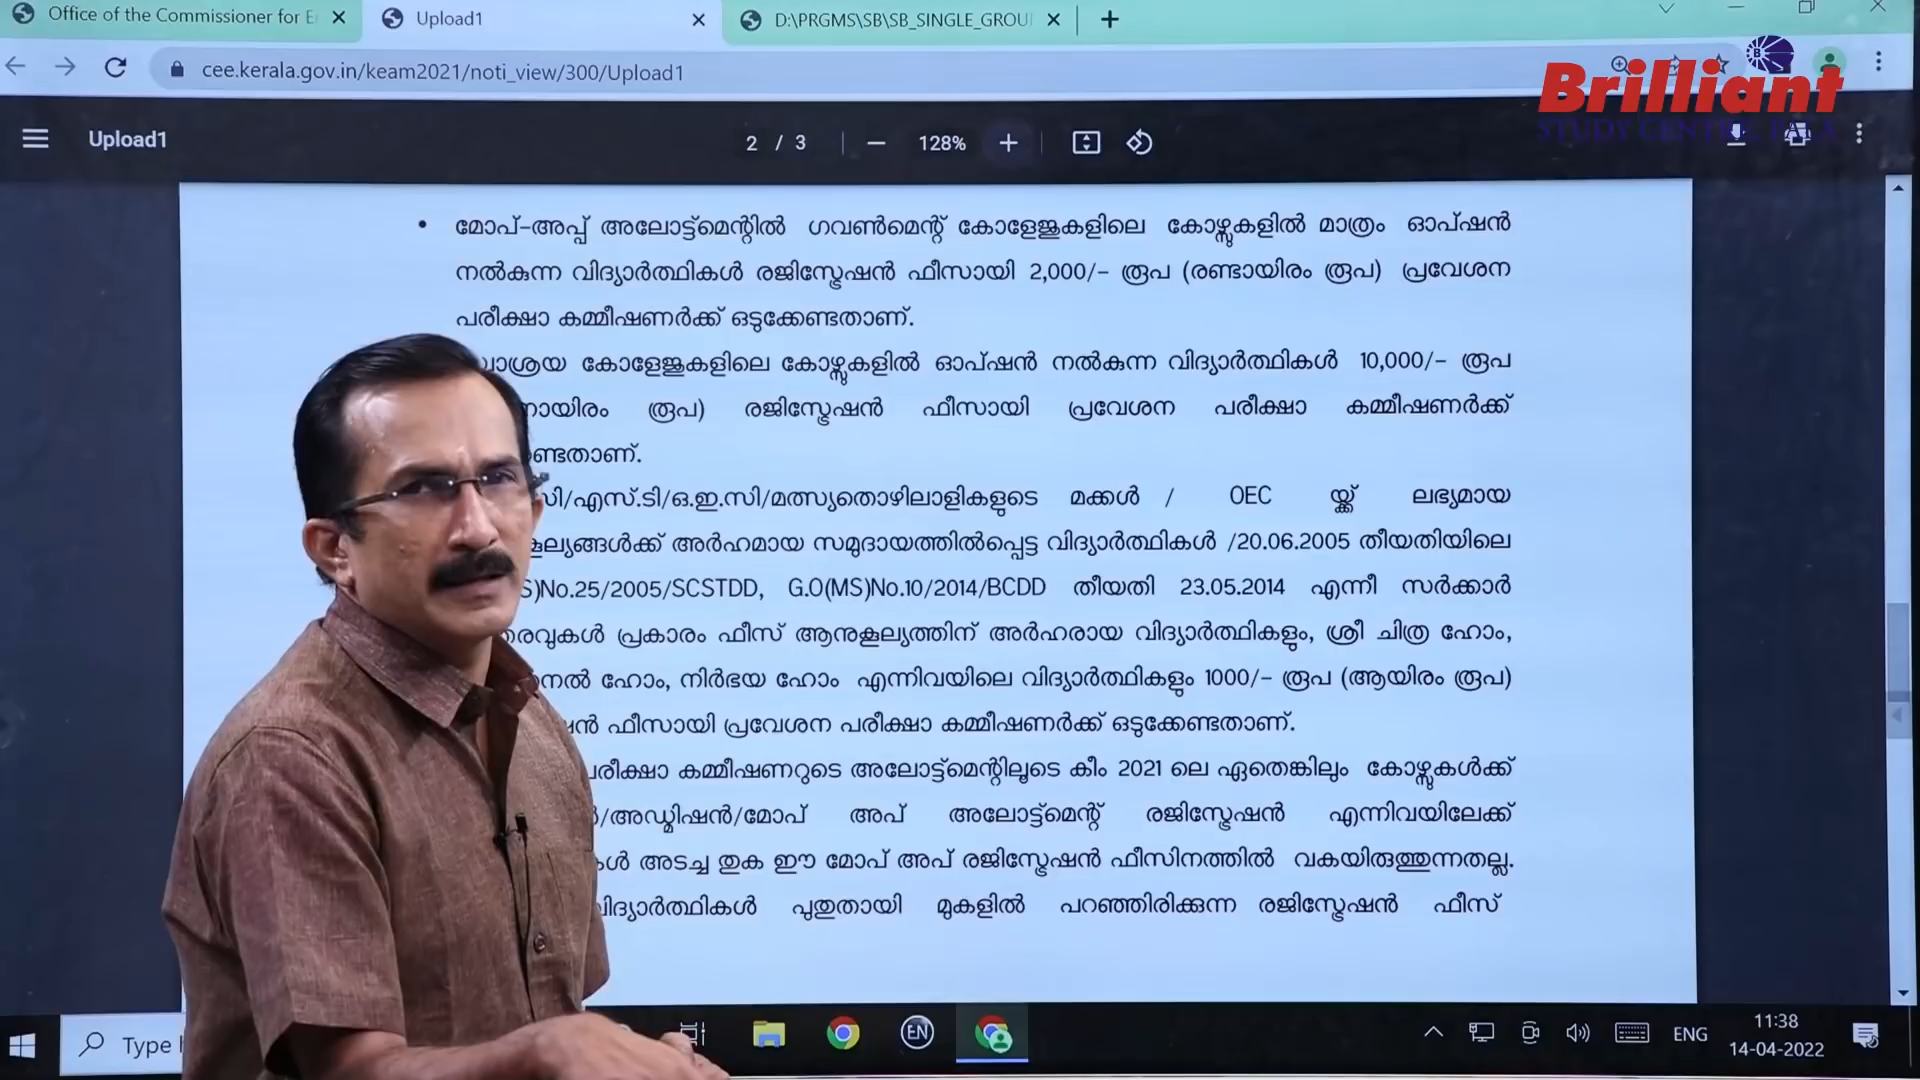 Office of the Commissioner for E
Upload1
D:\PRGMS\SB\SB_SINGLE_GROU
cee.kerala.gov.in/keam2021/noti_view/300/Upload1
Brilliant
STUDY CENTRE PALA
Upload1
2 / 3
128%
• മോപ്-അപ്പ് അലോട്ട്മെന്റിൽ ഗവൺമെന്റ് കോളേജുകളിലെ കോഴ്സുകളിൽ മാത്രം ഓപ്ഷൻ
നൽകുന്ന വിദ്യാർത്ഥികൾ രജിസ്ട്രേഷൻ ഫീസായി 2,000/- രൂപ (രണ്ടായിരം രൂപ) പ്രവേശന
പരീക്ഷാ കമ്മീഷണർക്ക് ഒടുക്കേണ്ടതാണ്.
ശ്രയ കോളേജുകളിലെ കോഴ്സുകളിൽ ഓപ്ഷൻ നൽകുന്ന വിദ്യാർത്ഥികൾ 10,000/- രൂപ
നായിരം രൂപ) രജിസ്ട്രേഷൻ ഫീസായി പ്രവേശന പരീക്ഷാ കമ്മീഷണർക്ക്
ണ്ടതാണ്.
സി/എസ്.ടി/ഒ.ഇ.സി/മത്സ്യതൊഴിലാളികളുടെ മക്കൾ / OEC യ്ക്ക് ലഭ്യമായ
കൂല്യങ്ങൾക്ക് അർഹമായ സമുദായത്തിൽപ്പെട്ട വിദ്യാർത്ഥികൾ /20.06.2005 തീയതിയിലെ
S)No.25/2005/SCSTDD, G.O(MS)No.10/2014/BCDD തീയതി 23.05.2014 എന്നീ സർക്കാർ
രവുകൾ പ്രകാരം ഫീസ് ആനുകൂല്യത്തിന് അർഹരായ വിദ്യാർത്ഥികളും, ശ്രീ ചിത്ര ഹോം,
നൽ ഹോം, നിർഭയ ഹോം എന്നിവയിലെ വിദ്യാർത്ഥികളും 1000/- രൂപ (ആയിരം രൂപ)
ഷൻ ഫീസായി പ്രവേശന പരീക്ഷാ കമ്മീഷണർക്ക് ഒടുക്കേണ്ടതാണ്.
പരീക്ഷാ കമ്മീഷണറുടെ അലോട്ട്മെന്റിലൂടെ കീം 2021 ലെ ഏതെങ്കിലും കോഴ്സുകൾക്ക്
/അഡ്മിഷൻ/മോപ് അപ് അലോട്ട്മെന്റ് രജിസ്ട്രേഷൻ എന്നിവയിലേക്ക്
കൾ അടച്ച തുക ഈ മോപ് അപ് രജിസ്ട്രേഷൻ ഫീസിനത്തിൽ വകയിരുത്തുന്നതല്ല.
വിദ്യാർത്ഥികൾ പുതുതായി മുകളിൽ പറഞ്ഞിരിക്കുന്ന രജിസ്ട്രേഷൻ ഫീസ്
Type
EN
ENG
11:38
14-04-2022